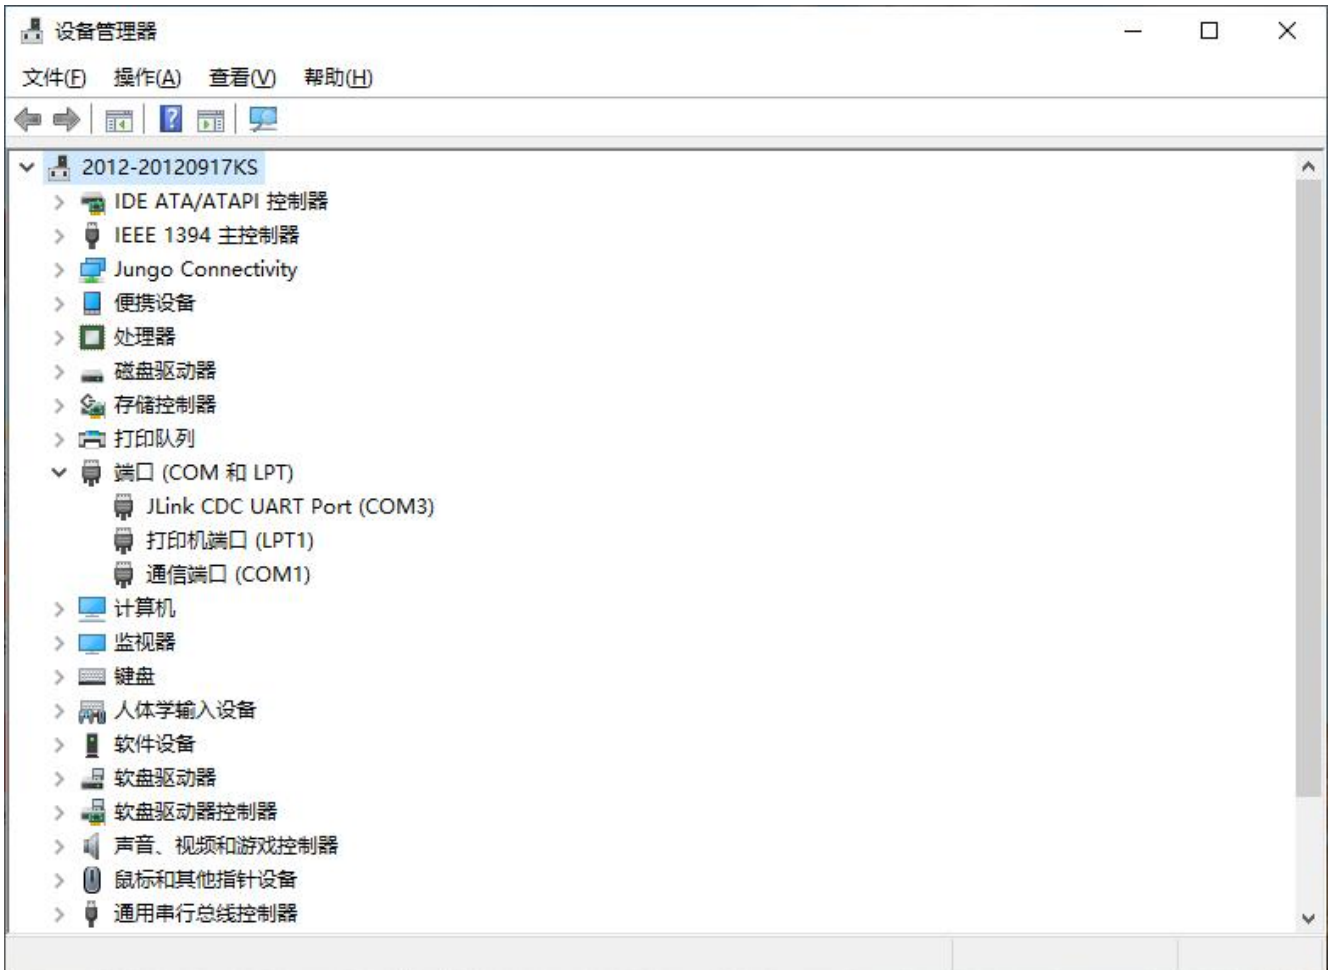 设备管理器
文件(F) 操作(A) 查看(V) 帮助(H)
2012-20120917KS
IDE ATA/ATAPI 控制器
IEEE 1394 主控制器
Jungo Connectivity
便携设备
处理器
磁盘驱动器
存储控制器
打印队列
端口 (COM 和 LPT)
JLink CDC UART Port (COM3)
打印机端口 (LPT1)
通信端口 (COM1)
计算机
监视器
键盘
人体学输入设备
软件设备
软盘驱动器
软盘驱动器控制器
声音、视频和游戏控制器
鼠标和其他指针设备
通用串行总线控制器